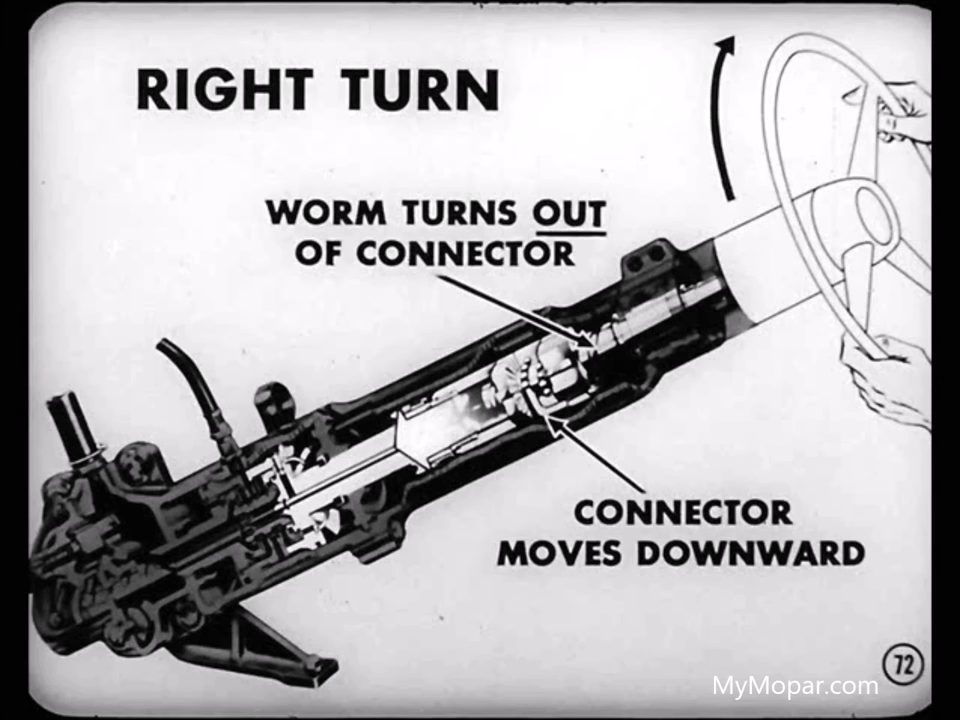 RIGHT TURN
WORM TURNS OUT
OF CONNECTOR
CONNECTOR
MOVES DOWNWARD
72
MyMopar.com